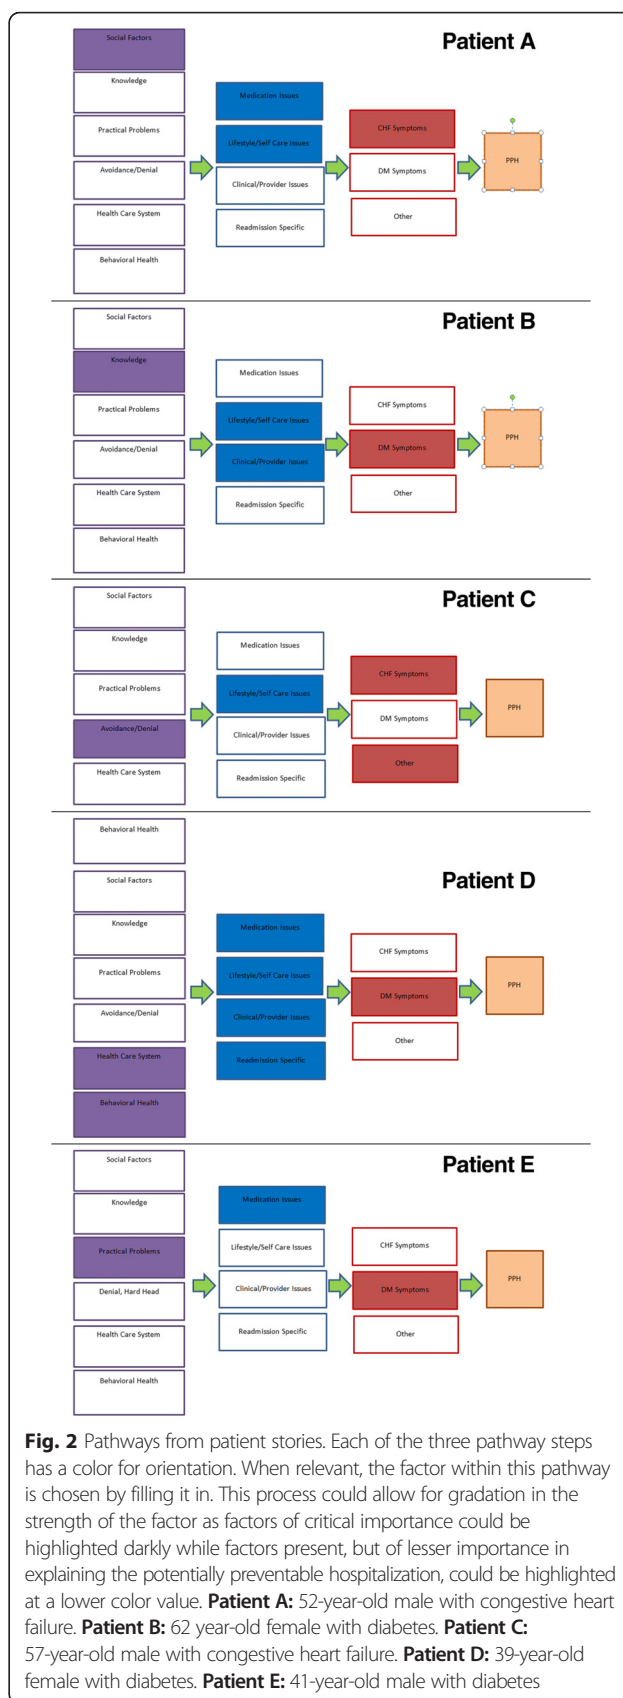 Patient A
Social Factors
Knowledge
Practical Problems
Avoidance/Denial
Health Care System
Behavioral Health
Medication Issues
Lifestyle/Self Care Issues
Clinical/Provider Issues
Readmission Specific
CHF Symptoms
DM Symptoms
Other
PPH
Patient B
Social Factors
Knowledge
Practical Problems
Avoidance/Denial
Health Care System
Behavioral Health
Medication Issues
Lifestyle/Self Care Issues
Clinical/Provider Issues
Readmission Specific
CHF Symptoms
DM Symptoms
Other
PPH
Patient C
Social Factors
Knowledge
Practical Problems
Avoidance/Denial
Health Care System
Behavioral Health
Medication Issues
Lifestyle/Self Care Issues
Clinical/Provider Issues
Readmission Specific
CHF Symptoms
DM Symptoms
Other
PPH
Patient D
Social Factors
Knowledge
Practical Problems
Avoidance/Denial
Health Care System
Behavioral Health
Medication Issues
Lifestyle/Self Care Issues
Clinical/Provider Issues
Readmission Specific
CHF Symptoms
DM Symptoms
Other
PPH
Patient E
Social Factors
Knowledge
Practical Problems
Denial, Hard Head
Health Care System
Behavioral Health
Medication Issues
Lifestyle/Self Care Issues
Clinical/Provider Issues
Readmission Specific
CHF Symptoms
DM Symptoms
Other
PPH
Fig. 2 Pathways from patient stories. Each of the three pathway steps
has a color for orientation. When relevant, the factor within this pathway
is chosen by filling it in. This process could allow for gradation in the
strength of the factor as factors of critical importance could be
highlighted darkly while factors present, but of lesser importance in
explaining the potentially preventable hospitalization, could be highlighted
at a lower color value. Patient A: 52-year-old male with congestive heart
failure. Patient B: 62 year-old female with diabetes. Patient C:
57-year-old male with congestive heart failure. Patient D: 39-year-old
female with diabetes. Patient E: 41-year-old male with diabetes